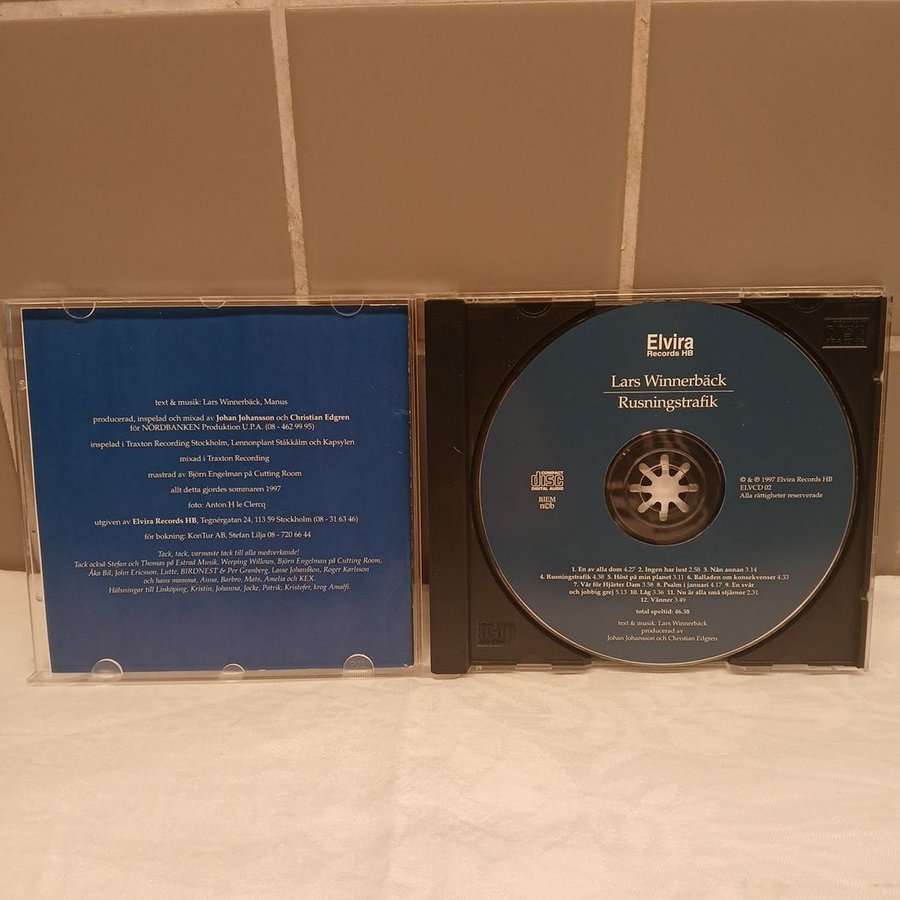 text & musik: Lars Winnerbäck, Manus
producerad, inspelad och mixad av Johan Johansson och Christian Edgren
för NORDBANKEN Produktion U.P.A. (08 - 462 99 95)
inspelad i Traxton Recording Stockholm, Lennonplant Ståkkålm och Kapsylen
mixad i Traxton Recording
mastrad av Björn Engelman på Cutting Room
allt detta gjordes sommaren 1997
foto: Anton H le Clercq
utgiven av Elvira Records HB, Tegnérgatan 24, 113 59 Stockholm (08 - 31 63 46)
för bokning: KonTur AB, Stefan Lilja 08 - 720 66 44
Tack, tack, varmaste tack till alla medverkande!
Tack också Stefan och Thomas på Estrad Musik, Weeping Willows, Björn Engelman på Cutting Room,
Åka Bil, John Ericson, Lutte, BIRDNEST & Per Granberg, Lasse Johanßon, Roger Karlsson
och hans mamma, Anna, Barbro, Mats, Amelia och KEX.
Hälsningar till Linköping, Kristin, Johanna, Jocke, Patrik, Kristofer, krog Amalfi.
Elvira
Records HB
Lars Winnerbäck
Rusningstrafik
COMPACT
disc
DIGITAL AUDIO
BIEM
ncb
© & ℗ 1997 Elvira Records HB
ELVCD 02
Alla rättigheter reserverade
1. En av alla dom 4.27 2. Ingen har lust 2.58 3. Nån annan 3.14
4. Rusningstrafik 4.38 5. Höst på min planet 3.11 6. Balladen om konsekvenser 4.33
7. Vår för Hjärter Dam 3.58 8. Psalm i januari 4.17 9. En svår
och jobbig grej 5.13 10. Låg 3.36 11. Nu är alla små stjärnor 2.31
12. Vänner 3.49
total speltid: 46.38
text & musik: Lars Winnerbäck
producerad av
Johan Johansson och Christian Edgren